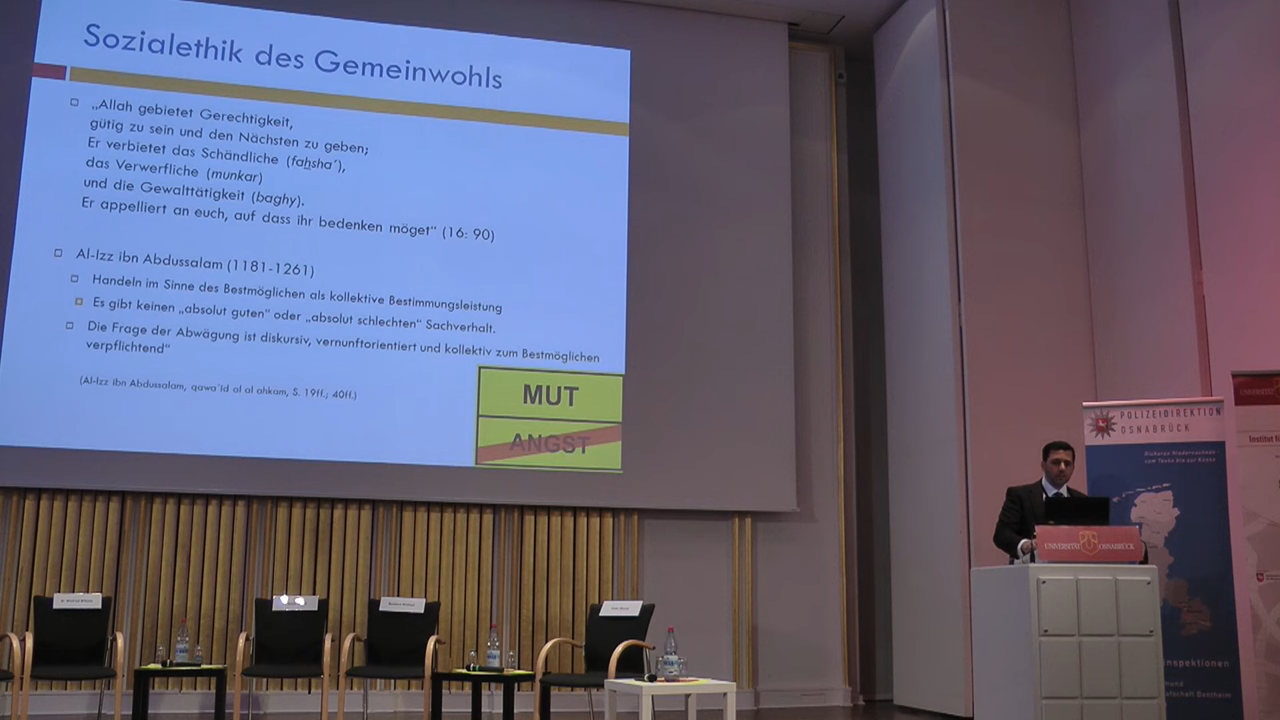 Sozialethik des Gemeinwohls
„Allah gebietet Gerechtigkeit,
gütig zu sein und den Nächsten zu geben;
Er verbietet das Schändliche (fahsha´),
das Verwerfliche (munkar)
und die Gewalttätigkeit (baghy).
Er appelliert an euch, auf dass ihr bedenken möget“ (16: 90)
Al-Izz ibn Abdussalam (1181-1261)
Handeln im Sinne des Bestmöglichen als kollektive Bestimmungsleistung
Es gibt keinen „absolut guten“ oder „absolut schlechten“ Sachverhalt.
Die Frage der Abwägung ist diskursiv, vernunftorientiert und kollektiv zum Bestmöglichen
verpflichtend“
(Al-Izz ibn Abdussalam, qawa´id al al ahkam, S. 19ff.; 40ff.)
MUT
ANGST
POLIZEIDIREKTION
OSNABRÜCK
UNIVERSITÄT OSNABRÜCK
Institut
inspektionen
Bentheim